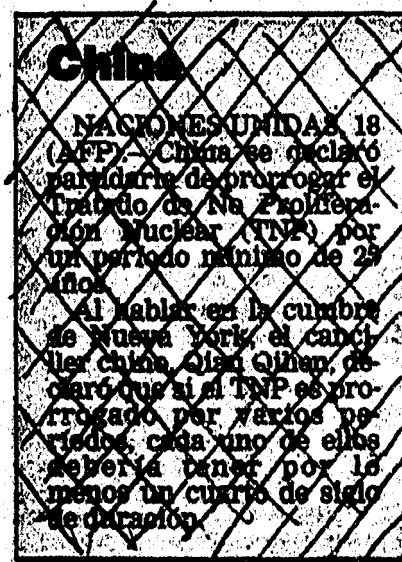 China
NACIONES UNIDAS, 18
(AFP).- China se declaró
partidaria de prorrogar el
Tratado de No Prolifera-
ción Nuclear (TNP) por
un período mínimo de 25
años.
Al hablar en la cumbre
de Nueva York, el canci-
ller chino, Qian Qihen, de-
claró que si el TNP es pro-
rrogado por varios pe-
ríodos, cada uno de ellos
debería tener por lo
menos un cuarto de siglo
de duración.